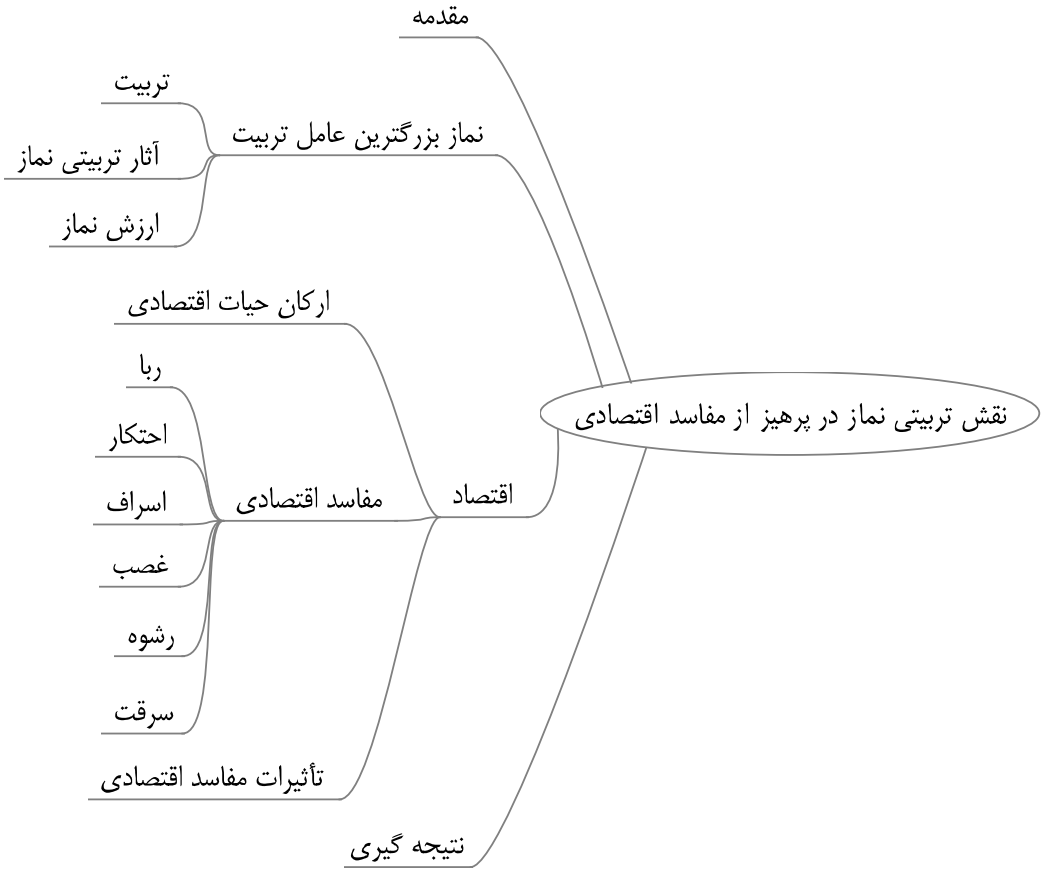 نقش تربیتی نماز در پرهیز از مفاسد اقتصادی
مقدمه
نماز بزرگترین عامل تربیت
تربیت
آثار تربیتی نماز
ارزش نماز
اقتصاد
ارکان حیات اقتصادی
مفاسد اقتصادی
ربا
احتکار
اسراف
غصب
رشوه
سرقت
تأثیرات مفاسد اقتصادی
نتیجه گیری